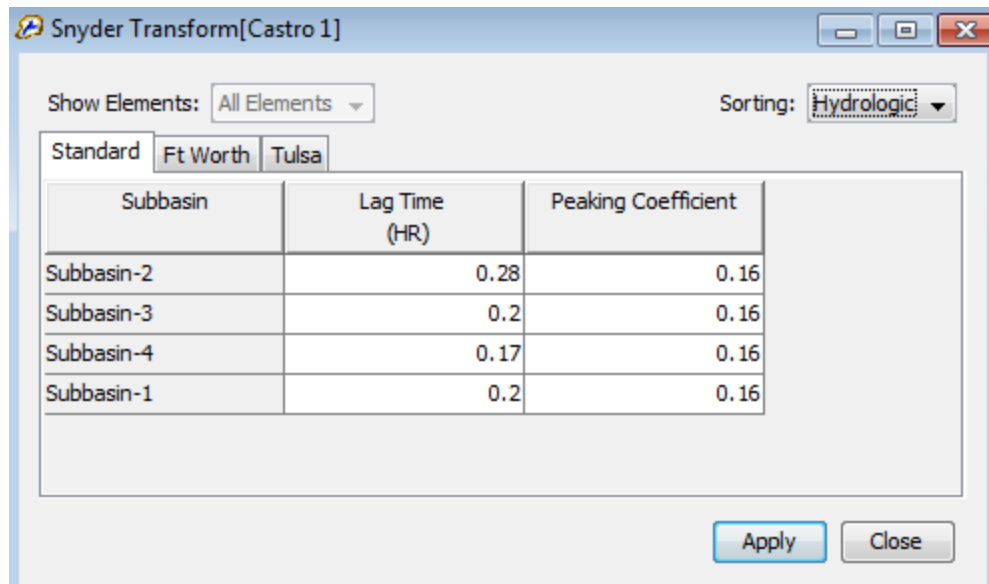 Snyder Transform[Castro 1]
Show Elements: All Elements Sorting: Hydrologic
Standard Ft Worth Tulsa
Subbasin Lag Time Peaking Coefficient
(HR)
Subbasin-2 0.28 0.16
Subbasin-3 0.2 0.16
Subbasin-4 0.17 0.16
Subbasin-1 0.2 0.16
Apply Close